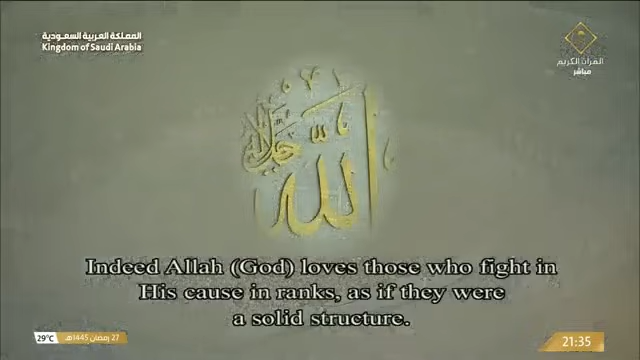 المملكة العربية السعودية
Kingdom of Saudi Arabia
القرآن الكريم
مباشر
الله
جل جلاله
Indeed Allah (God) loves those who fight in
His cause in ranks, as if they were
a solid structure.
29°C
27 رمضان 1445هـ
21:35